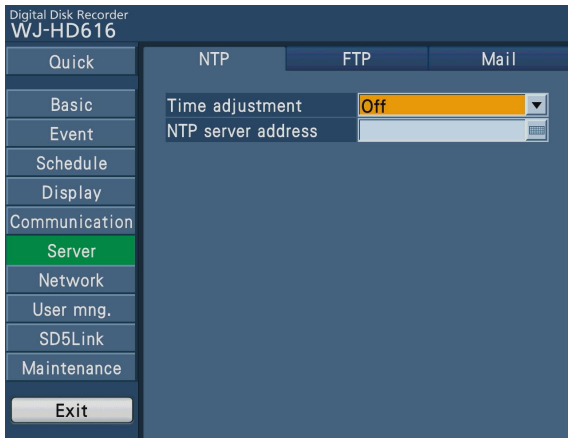 Digital Disk Recorder
WJ-HD616
Quick
Basic
Event
Schedule
Display
Communication
Server
Network
User mng.
SD5Link
Maintenance
Exit
NTP FTP Mail
Time adjustment Off
NTP server address